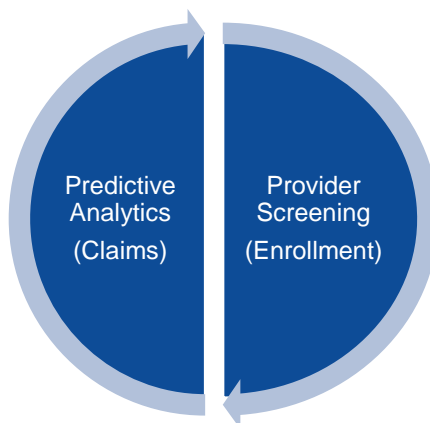 Predictive
Analytics
(Claims)
Provider
Screening
(Enrollment)